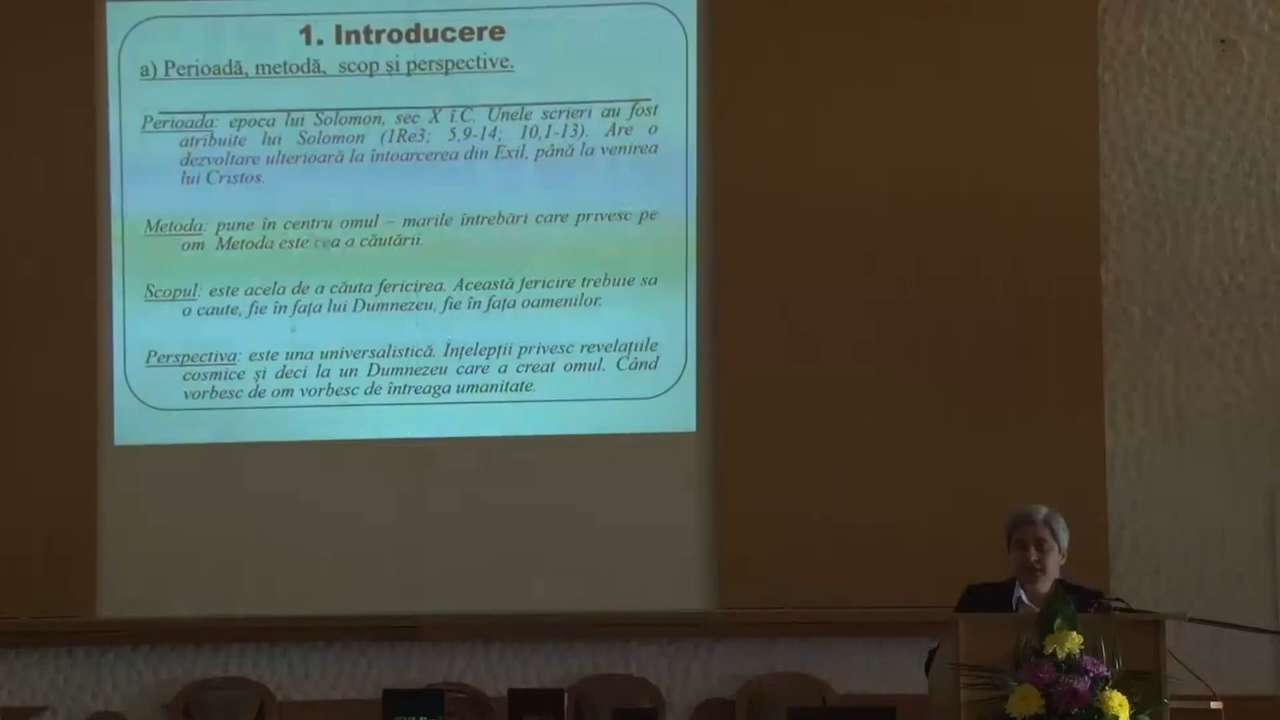 1. Introducere
a) Perioadă, metodă, scop și perspective.
Perioada: epoca lui Solomon, sec X î.C. Unele scrieri au fost
atribuite lui Solomon (1Re3; 5,9-14; 10,1-13). Are o
dezvoltare ulterioară la întoarcerea din Exil, până la venirea
lui Cristos.
Metoda: pune în centru omul – marile întrebări care privesc pe
om Metoda este cea a căutării.
Scopul: este acela de a căuta fericirea. Această fericire trebuie sa
o caute, fie în fața lui Dumnezeu, fie în fața oamenilor.
Perspectiva: este una universalistică. Înțelepții privesc revelațiile
cosmice și deci la un Dumnezeu care a creat omul. Când
vorbesc de om vorbesc de întreaga umanitate.